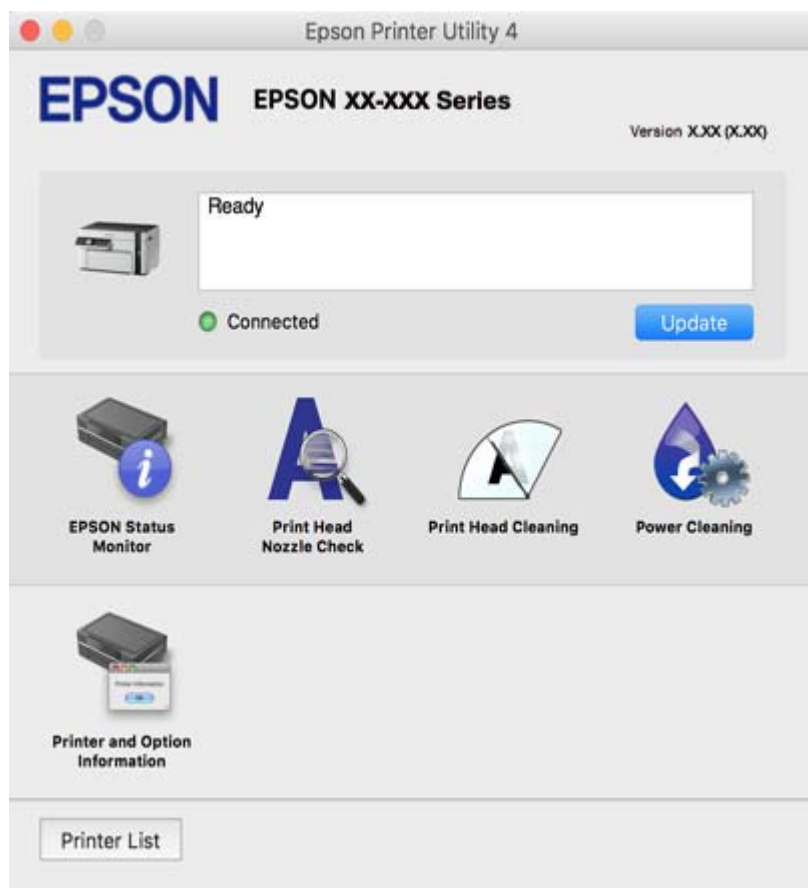 Epson Printer Utility 4
EPSON
EPSON XX-XXX Series
Version X.XX (X.XX)
Ready
Connected
Update
EPSON Status
Monitor
Print Head
Nozzle Check
Print Head Cleaning
Power Cleaning
Printer and Option
Information
Printer List